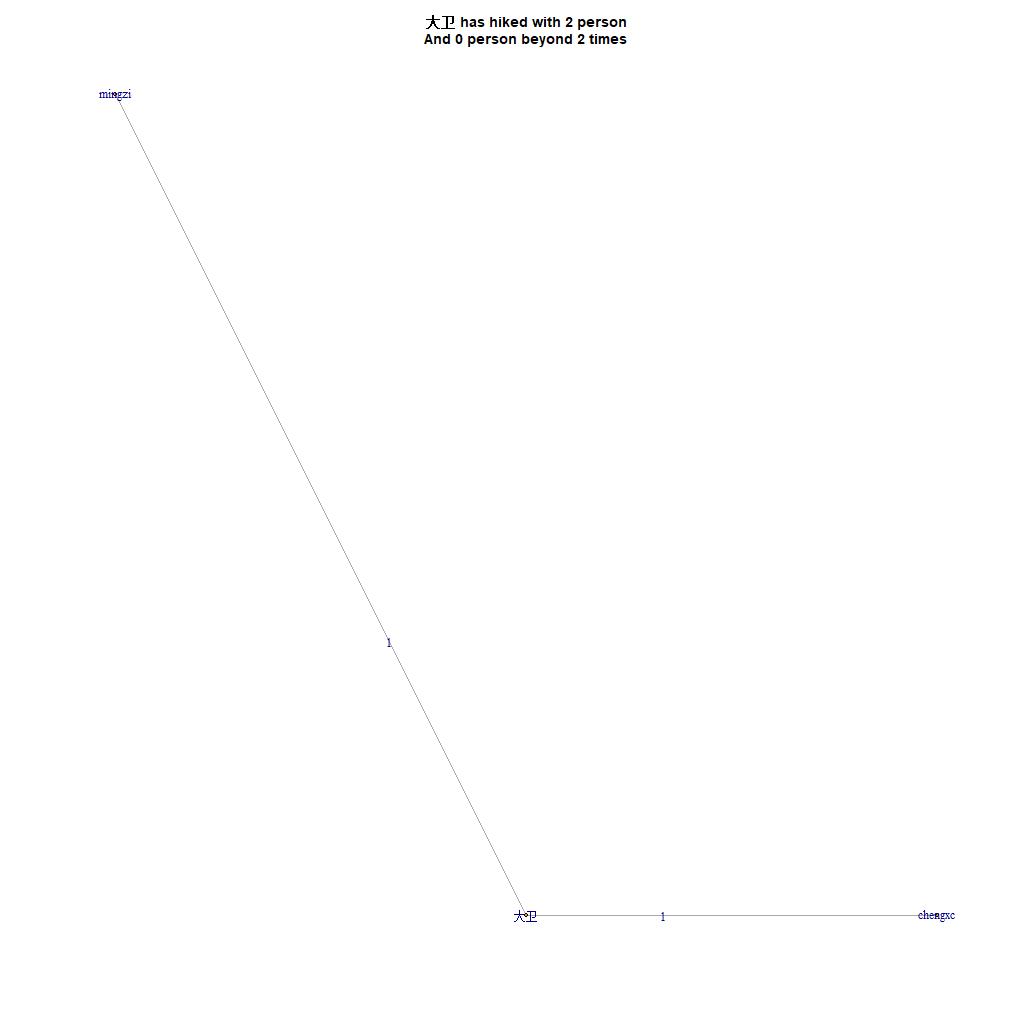 大卫 has hiked with 2 person
And 0 person beyond 2 times
mingzi
1
大卫
1
chengxc